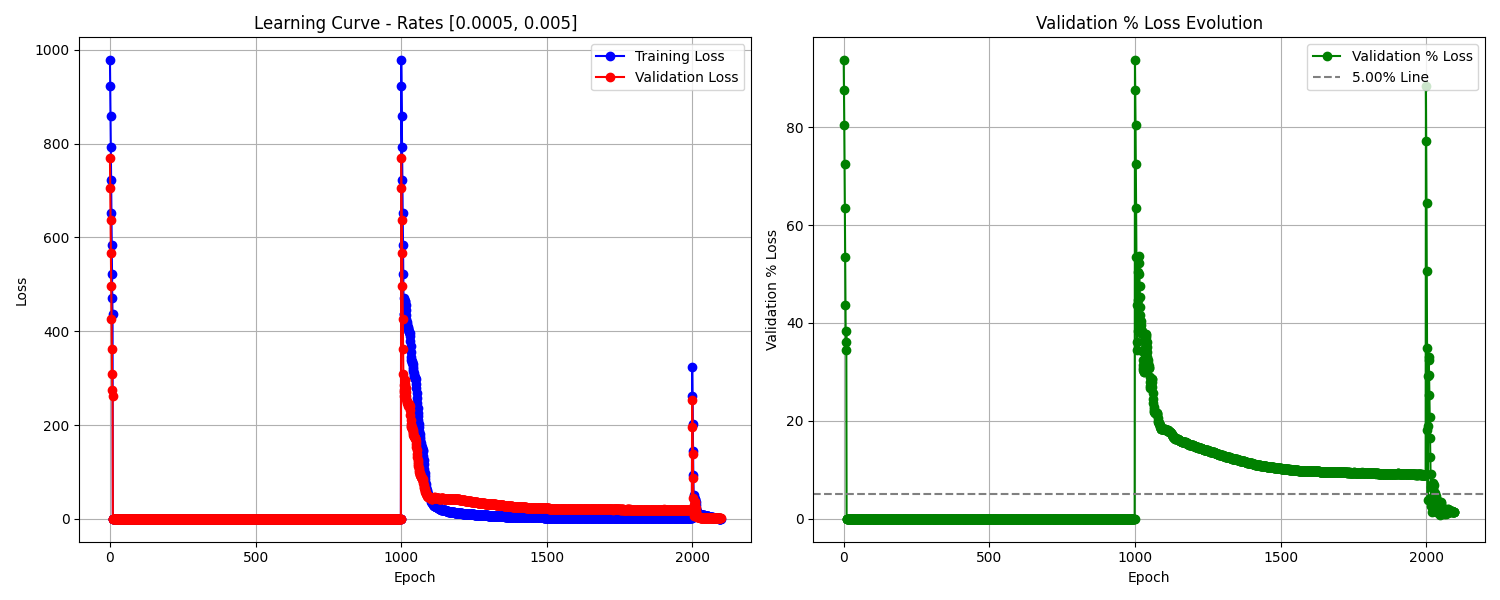 Learning Curve - Rates [0.0005, 0.005]
Loss
1000
800
600
400
200
0
Training Loss
Validation Loss
0
500
1000
1500
2000
Epoch
Validation % Loss Evolution
Validation % Loss
80
60
40
20
0
Validation % Loss
5.00% Line
0
500
1000
1500
2000
Epoch